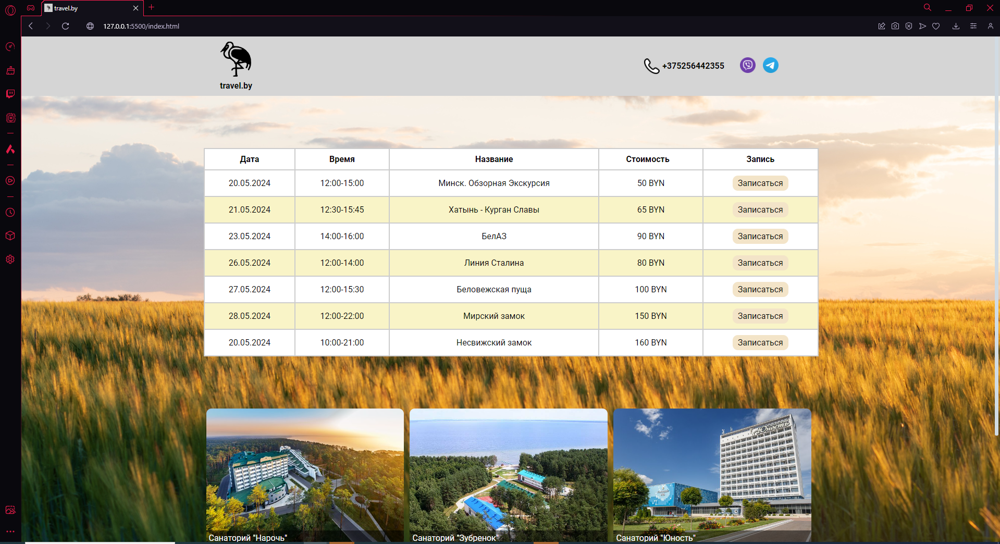 travel.by
127.0.0.1:5500/index.html
+375256442355
travel.by
Дата Время Название Стоимость Запись
20.05.2024 12:00-15:00 Минск. Обзорная Экскурсия 50 BYN Записаться
21.05.2024 12:30-15:45 Хатынь - Курган Славы 65 BYN Записаться
23.05.2024 14:00-16:00 БелАЗ 90 BYN Записаться
26.05.2024 12:00-14:00 Линия Сталина 80 BYN Записаться
27.05.2024 12:00-15:30 Беловежская пуща 100 BYN Записаться
28.05.2024 12:00-22:00 Мирский замок 150 BYN Записаться
20.05.2024 10:00-21:00 Несвижский замок 160 BYN Записаться
Юность
Санаторий "Нарочь" Санаторий "Зубренок" Санаторий "Юность"